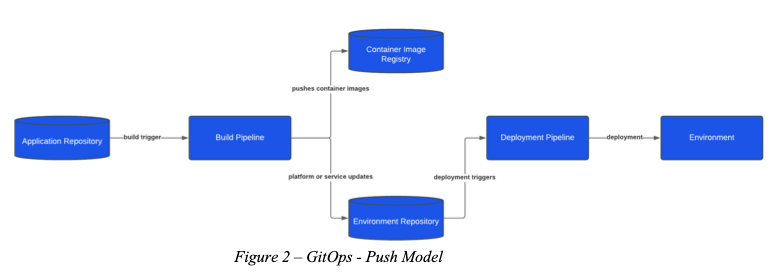 Container Image
Registry
pushes container images
Application Repository
build trigger
Build Pipeline
Deployment Pipeline
deployment
Environment
platform or service updates
deployment triggers
Environment Repository
Figure 2 – GitOps - Push Model